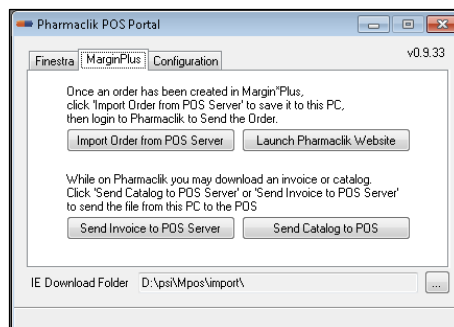 Pharmaclik POS Portal
v0.9.33
Finestra MarginPlus Configuration
Once an order has been created in Margin*Plus,
click 'Import Order from POS Server' to save it to this PC,
then login to Pharmaclik to Send the Order.
Import Order from POS Server Launch Pharmaclik Website
While on Pharmaclik you may download an invoice or catalog.
Click 'Send Catalog to POS Server' or 'Send Invoice to POS Server'
to send the file from this PC to the POS
Send Invoice to POS Server Send Catalog to POS
IE Download Folder D:\psi\Mpos\import\ ...